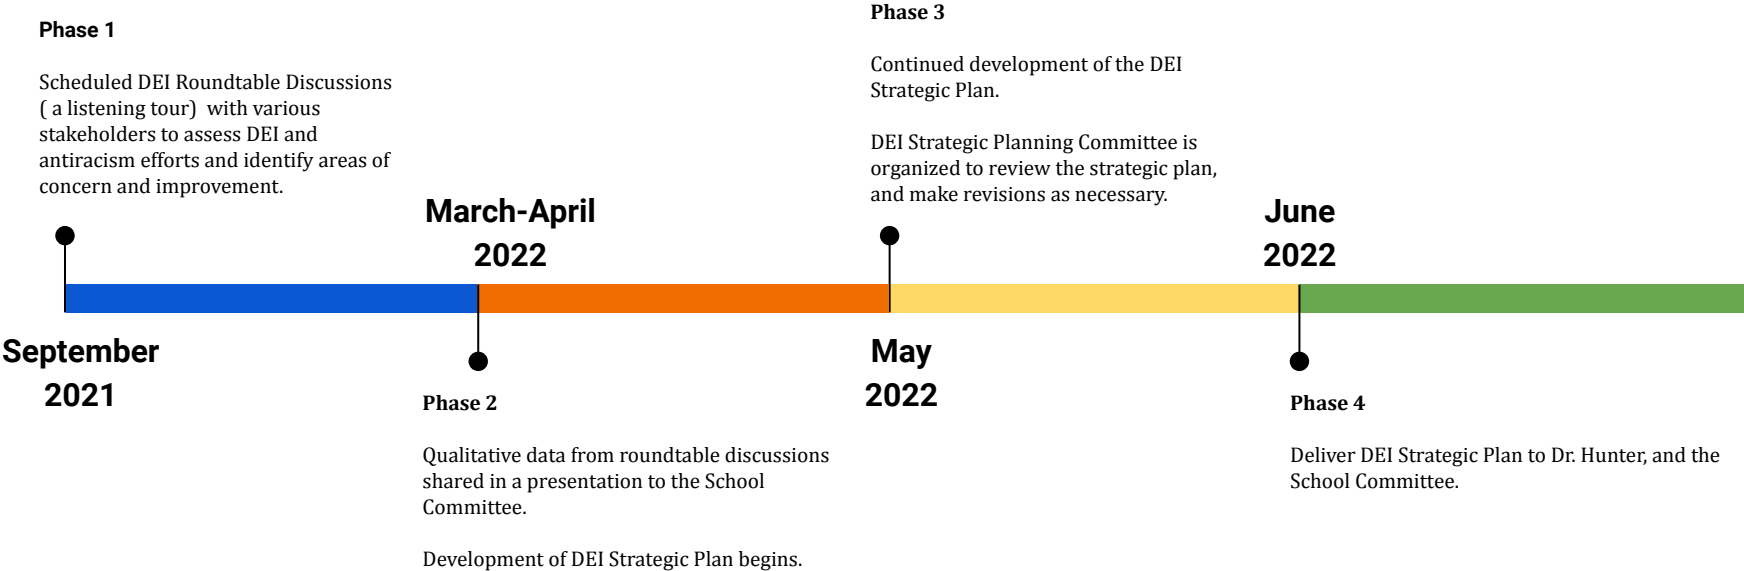 Phase 1
Scheduled DEI Roundtable Discussions
( a listening tour)  with various
stakeholders to assess DEI and
antiracism efforts and identify areas of
concern and improvement.
September
2021
March-April
2022
Phase 2
Qualitative data from roundtable discussions
shared in a presentation to the School
Committee.
Development of DEI Strategic Plan begins.
Phase 3
Continued development of the DEI
Strategic Plan.
DEI Strategic Planning Committee is
organized to review the strategic plan,
and make revisions as necessary.
May
2022
June
2022
Phase 4
Deliver DEI Strategic Plan to Dr. Hunter, and the
School Committee.